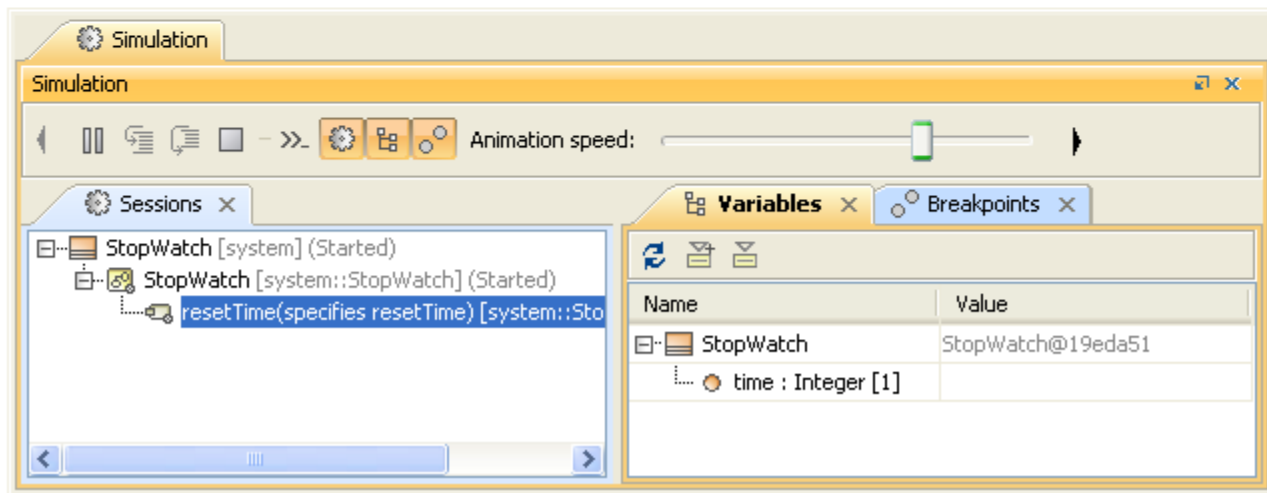 Simulation
Simulation
Animation speed:
Sessions
Variables
Breakpoints
StopWatch [system] (Started)
StopWatch [system::StopWatch] (Started)
resetTime(specifies resetTime) [system::Sto
Name
Value
StopWatch
StopWatch@19eda51
time : Integer [1]